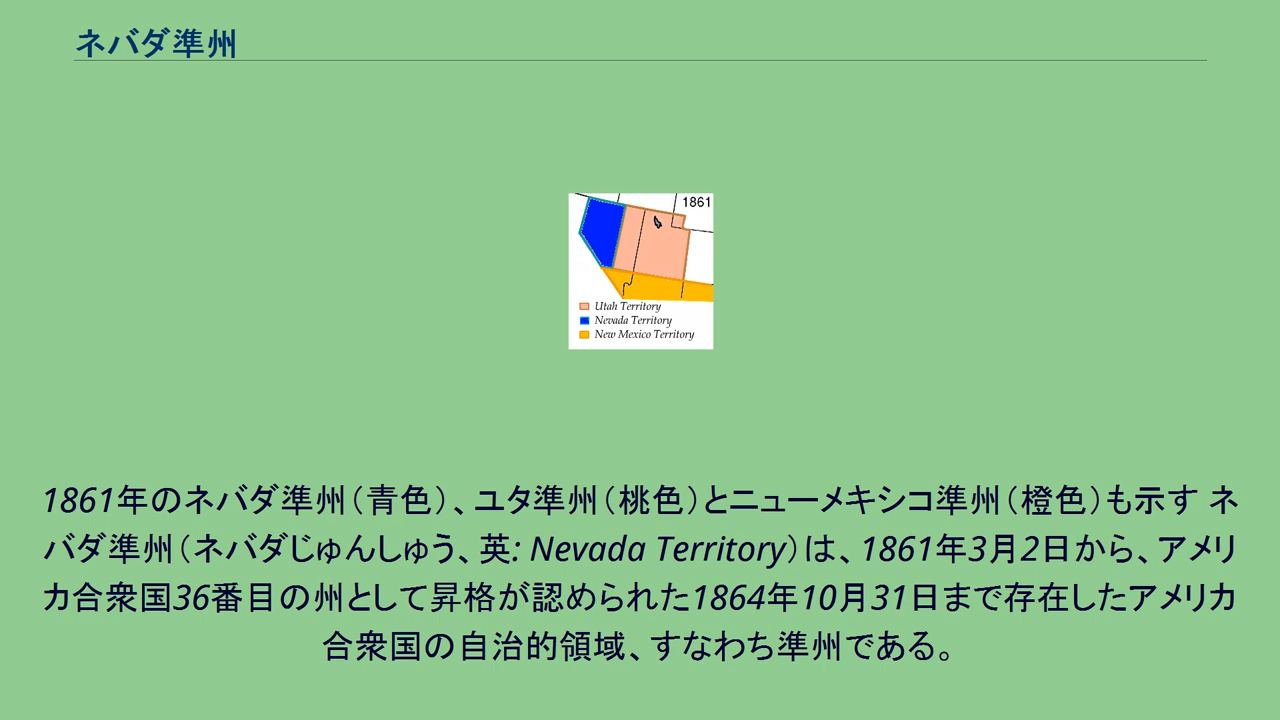 ネバダ準州
1861
Utah Territory
Nevada Territory
New Mexico Territory
1861年のネバダ準州（青色）、ユタ準州（桃色）とニューメキシコ準州（橙色）も示す ネ
バダ準州（ネバダじゅんしゅう、英: Nevada Territory）は、1861年3月2日から、アメリ
カ合衆国36番目の州として昇格が認められた1864年10月31日まで存在したアメリカ
合衆国の自治的領域、すなわち準州である。